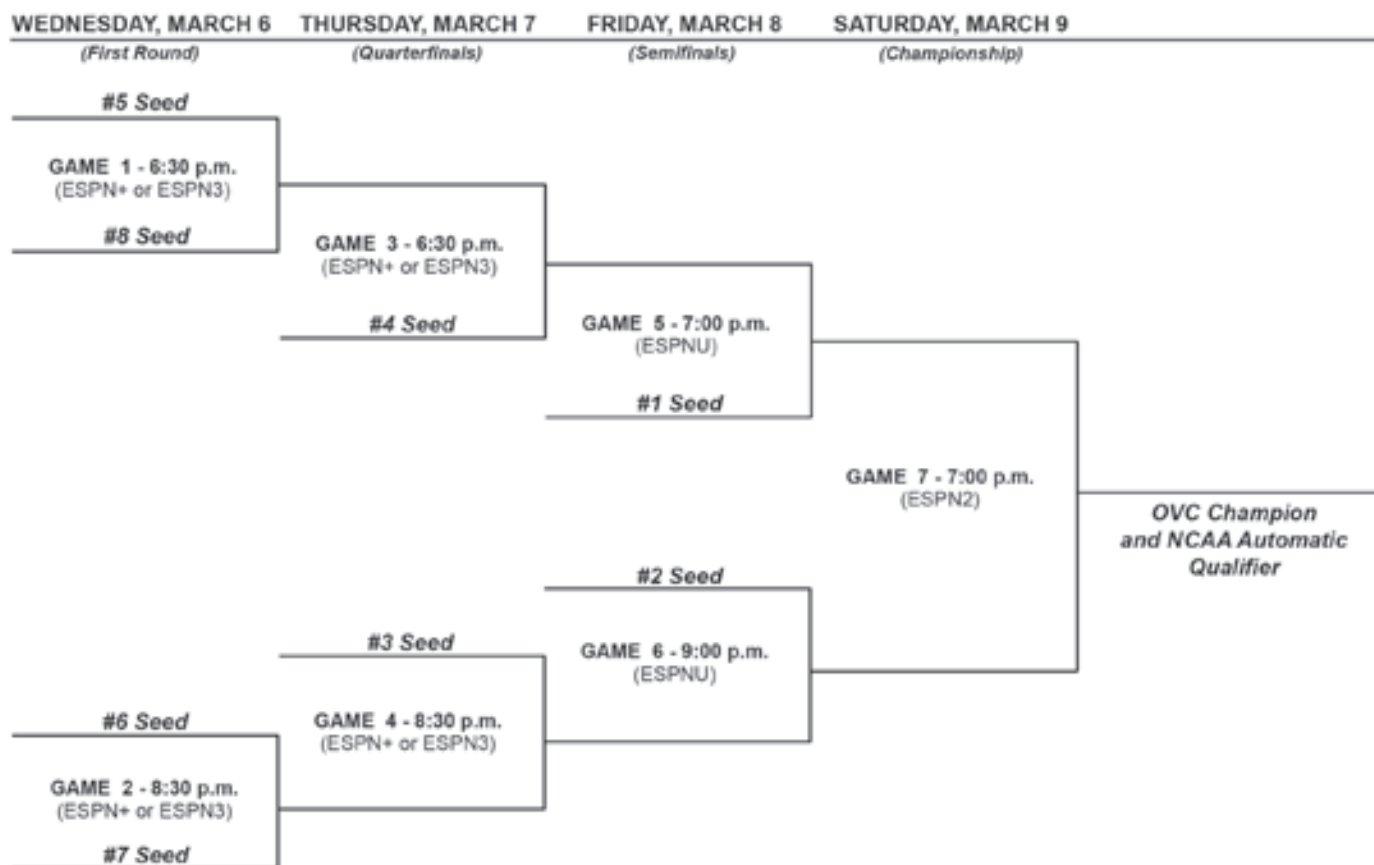 WEDNESDAY, MARCH 6 THURSDAY, MARCH 7 FRIDAY, MARCH 8 SATURDAY, MARCH 9
(First Round) (Quarterfinals) (Semifinals) (Championship)
#5 Seed
GAME 1 - 6:30 p.m.
(ESPN+ or ESPN3)
#8 Seed
GAME 3 - 6:30 p.m.
(ESPN+ or ESPN3)
#4 Seed
GAME 5 - 7:00 p.m.
(ESPNU)
#1 Seed
GAME 7 - 7:00 p.m.
(ESPN2)
OVC Champion
and NCAA Automatic
Qualifier
#2 Seed
GAME 6 - 9:00 p.m.
(ESPNU)
#3 Seed
GAME 4 - 8:30 p.m.
(ESPN+ or ESPN3)
#6 Seed
GAME 2 - 8:30 p.m.
(ESPN+ or ESPN3)
#7 Seed